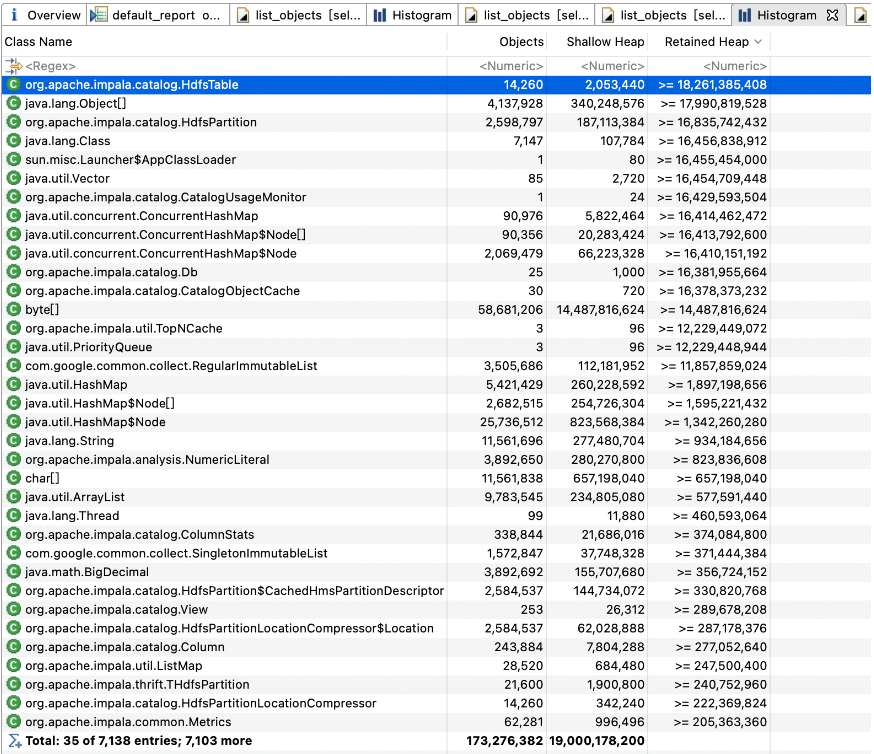 i Overview default_report o... list_objects [sel... Histogram list_objects [sel... list_objects [sel... Histogram
Class Name Objects Shallow Heap Retained Heap
<Regex> <Numeric> <Numeric> <Numeric>
C org.apache.impala.catalog.HdfsTable 14,260 2,053,440 >= 18,261,385,408
C java.lang.Object[] 4,137,928 340,248,576 >= 17,990,819,528
C org.apache.impala.catalog.HdfsPartition 2,598,797 187,113,384 >= 16,835,742,432
C java.lang.Class 7,147 107,784 >= 16,456,838,912
C sun.misc.Launcher$AppClassLoader 1 80 >= 16,455,454,000
C java.util.Vector 85 2,720 >= 16,454,709,448
C org.apache.impala.catalog.CatalogUsageMonitor 1 24 >= 16,429,593,504
C java.util.concurrent.ConcurrentHashMap 90,976 5,822,464 >= 16,414,462,472
C java.util.concurrent.ConcurrentHashMap$Node[] 90,356 20,283,424 >= 16,413,792,600
C java.util.concurrent.ConcurrentHashMap$Node 2,069,479 66,223,328 >= 16,410,151,192
C org.apache.impala.catalog.Db 25 1,000 >= 16,381,955,664
C org.apache.impala.catalog.CatalogObjectCache 30 720 >= 16,378,373,232
C byte[] 58,681,206 14,487,816,624 >= 14,487,816,624
C org.apache.impala.util.TopNCache 3 96 >= 12,229,449,072
C java.util.PriorityQueue 3 96 >= 12,229,448,944
C com.google.common.collect.RegularImmutableList 3,505,686 112,181,952 >= 11,857,859,024
C java.util.HashMap 5,421,429 260,228,592 >= 1,897,198,656
C java.util.HashMap$Node[] 2,682,515 254,726,304 >= 1,595,221,432
C java.util.HashMap$Node 25,736,512 823,568,384 >= 1,342,260,280
C java.lang.String 11,561,696 277,480,704 >= 934,184,656
C org.apache.impala.analysis.NumericLiteral 3,892,650 280,270,800 >= 823,836,608
C char[] 11,561,838 657,198,040 >= 657,198,040
C java.util.ArrayList 9,783,545 234,805,080 >= 577,591,440
C java.lang.Thread 99 11,880 >= 460,593,064
C org.apache.impala.catalog.ColumnStats 338,844 21,686,016 >= 374,084,800
C com.google.common.collect.SingletonImmutableList 1,572,847 37,748,328 >= 371,444,384
C java.math.BigDecimal 3,892,692 155,707,680 >= 356,724,152
C org.apache.impala.catalog.HdfsPartition$CachedHmsPartitionDescriptor 2,584,537 144,734,072 >= 330,820,768
C org.apache.impala.catalog.View 253 26,312 >= 289,678,208
C org.apache.impala.catalog.HdfsPartitionLocationCompressor$Location 2,584,537 62,028,888 >= 287,178,376
C org.apache.impala.catalog.Column 243,884 7,804,288 >= 277,052,640
C org.apache.impala.util.ListMap 28,520 684,480 >= 247,500,400
C org.apache.impala.thrift.THdfsPartition 21,600 1,900,800 >= 240,752,960
C org.apache.impala.catalog.HdfsPartitionLocationCompressor 14,260 342,240 >= 222,369,824
C org.apache.impala.common.Metrics 62,281 996,496 >= 205,363,360
Total: 35 of 7,138 entries; 7,103 more 173,276,382 19,000,178,200